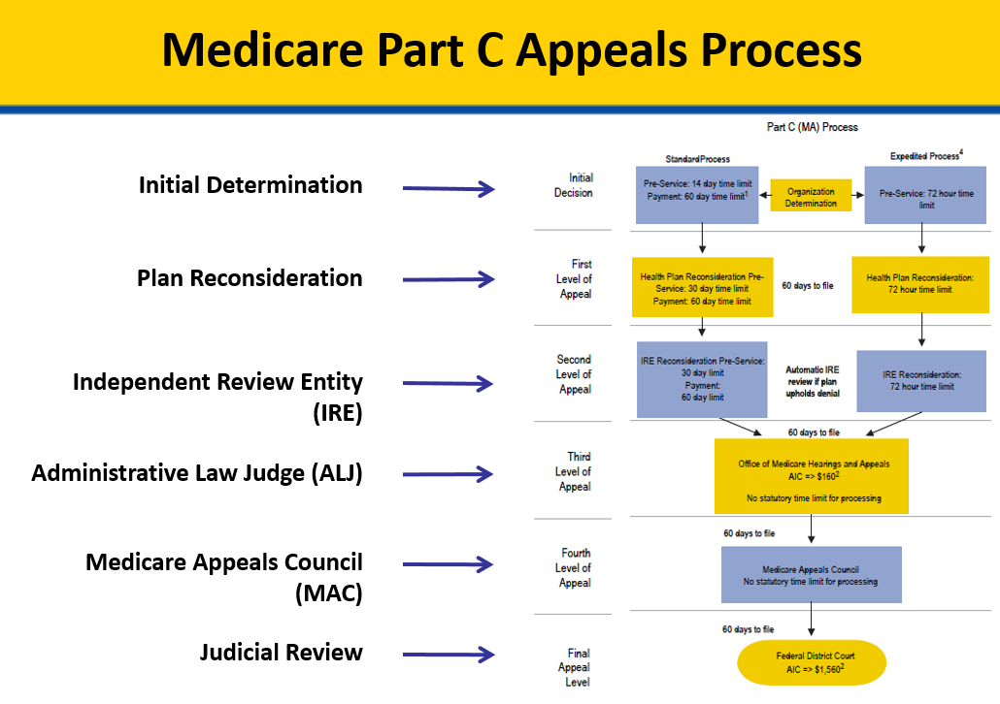 Medicare Part C Appeals Process
Part C (MA) Process
Standard Process
Expedited Process4
Initial Determination
Initial
Decision
Pre-Service: 14 day time limit
Payment: 60 day time limit1
Organization
Determination
Pre-Service: 72 hour time
limit
Plan Reconsideration
First
Level of
Appeal
Health Plan Reconsideration Pre-
Service: 30 day time limit
Payment: 60 day time limit
60 days to file
Health Plan Reconsideration:
72 hour time limit
Independent Review Entity
(IRE)
Second
Level of
Appeal
IRE Reconsideration Pre-Service:
30 day limit
Payment:
60 day limit
Automatic IRE
review if plan
upholds denial
IRE Reconsideration:
72 hour time limit
60 days to file
Administrative Law Judge (ALJ)
Third
Level of
Appeal
Office of Medicare Hearings and Appeals
AIC => $1602
No statutory time limit for processing
60 days to file
Medicare Appeals Council
(MAC)
Fourth
Level of
Appeal
Medicare Appeals Council
No statutory time limit for processing
60 days to file
Judicial Review
Final
Appeal
Level
Federal District Court
AIC => $1,5602